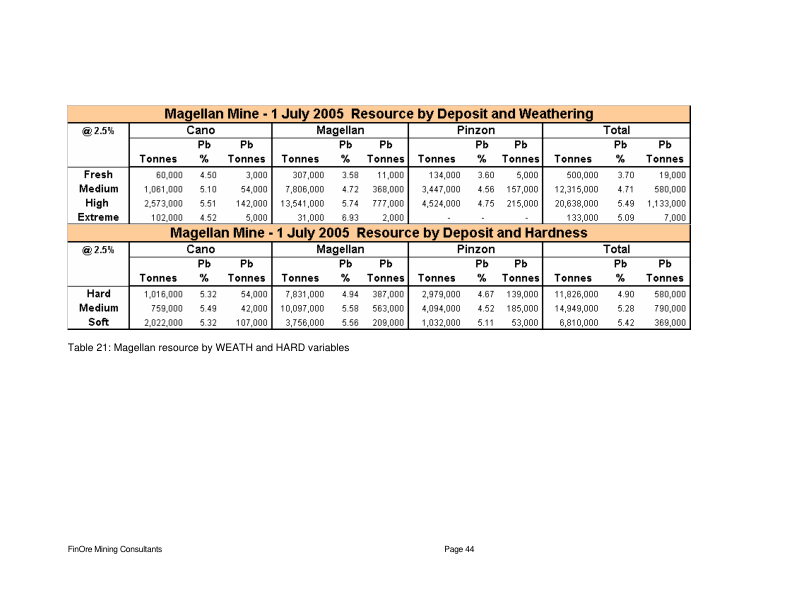 Magellan Mine - 1 July 2005 Resource by Deposit and Weathering
@ 2.5% Cano Magellan Pinzon Total
Pb Pb Pb Pb Pb Pb Pb Pb
Tonnes % Tonnes Tonnes % Tonnes Tonnes % Tonnes Tonnes % Tonnes
Fresh 60,000 4.50 3,000 307,000 3.58 11,000 134,000 3.60 5,000 500,000 3.70 19,000
Medium 1,061,000 5.10 54,000 7,806,000 4.72 368,000 3,447,000 4.56 157,000 12,315,000 4.71 580,000
High 2,573,000 5.51 142,000 13,541,000 5.74 777,000 4,524,000 4.75 215,000 20,638,000 5.49 1,133,000
Extreme 102,000 4.52 5,000 31,000 6.93 2,000 - - - 133,000 5.09 7,000
Magellan Mine - 1 July 2005 Resource by Deposit and Hardness
@ 2.5% Cano Magellan Pinzon Total
Pb Pb Pb Pb Pb Pb Pb Pb
Tonnes % Tonnes Tonnes % Tonnes Tonnes % Tonnes Tonnes % Tonnes
Hard 1,016,000 5.32 54,000 7,831,000 4.94 387,000 2,979,000 4.67 139,000 11,826,000 4.90 580,000
Medium 759,000 5.49 42,000 10,097,000 5.58 563,000 4,094,000 4.52 185,000 14,949,000 5.28 790,000
Soft 2,022,000 5.32 107,000 3,756,000 5.56 209,000 1,032,000 5.11 53,000 6,810,000 5.42 369,000
Table 21: Magellan resource by WEATH and HARD variables
FinOre Mining Consultants Page 44